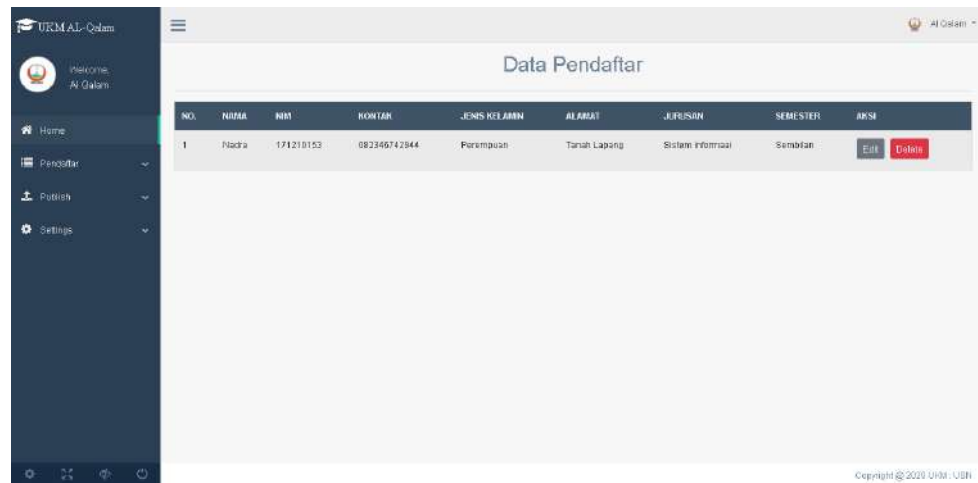 UKM AL-Qalam
Al Qalam
Welcome,
Al Qalam
Data Pendaftar
NO. NAMA NIM KONTAK JENIS KELAMIN ALAMAT JURUSAN SEMESTER AKSI
1 Nadra 171210153 082346742844 Perempuan Tanah Lapang Sistem informasi Sembilan Edit Delete
Home
Pendaftar
Publish
Settings
Copyright @ 2020 UKM : UBN